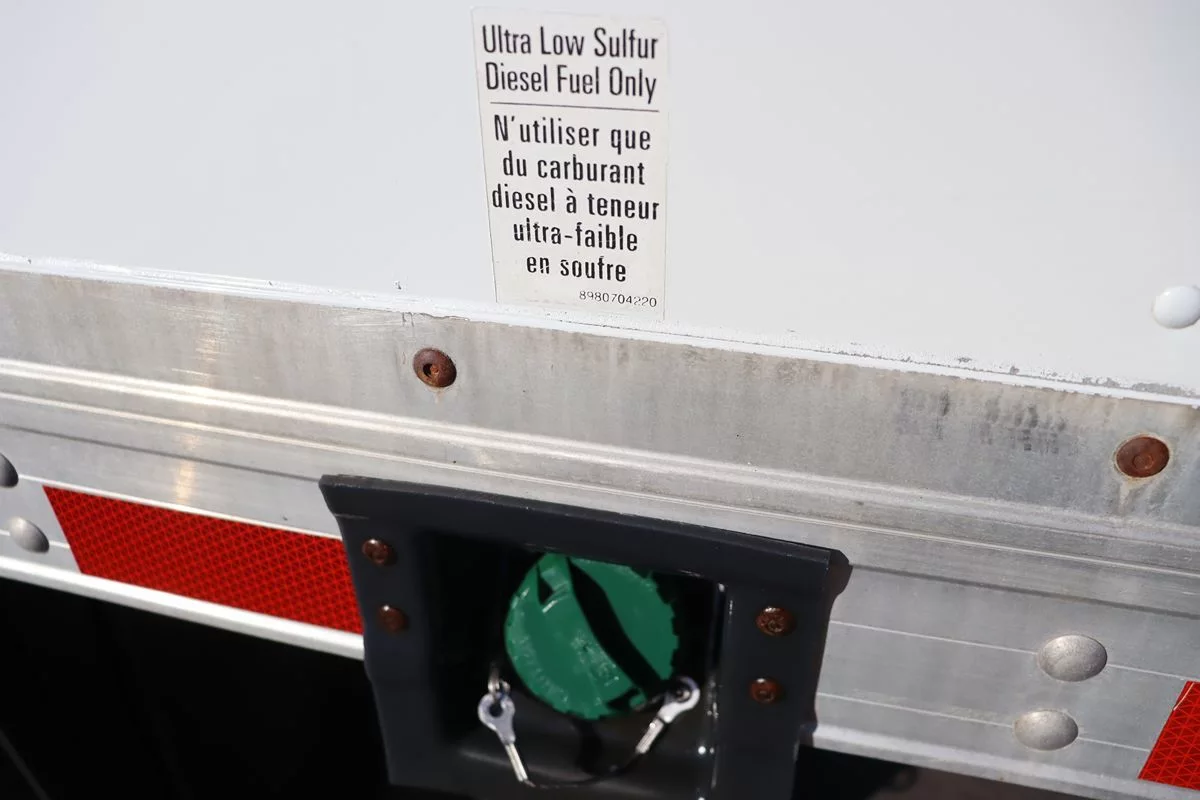 Ultra Low Sulfur
Diesel Fuel Only
N'utiliser que
du carburant
diesel à teneur
ultra-faible
en soufre
8980704220